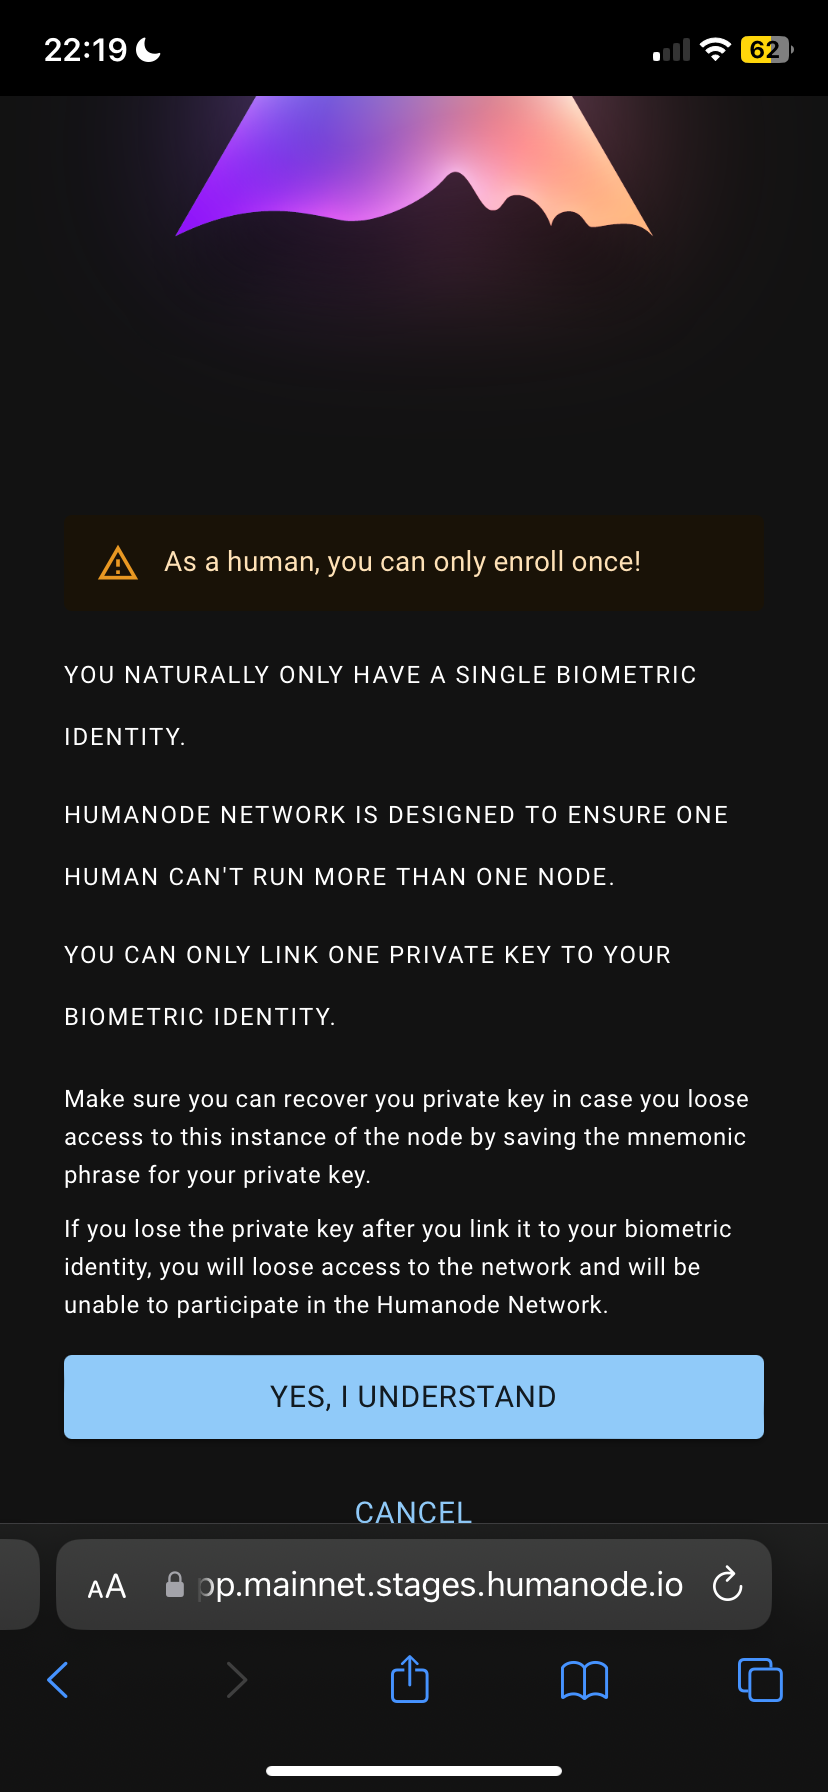 22:19
62
As a human, you can only enroll once!
YOU NATURALLY ONLY HAVE A SINGLE BIOMETRIC
IDENTITY.
HUMANODE NETWORK IS DESIGNED TO ENSURE ONE
HUMAN CAN'T RUN MORE THAN ONE NODE.
YOU CAN ONLY LINK ONE PRIVATE KEY TO YOUR
BIOMETRIC IDENTITY.
Make sure you can recover you private key in case you loose
access to this instance of the node by saving the mnemonic
phrase for your private key.
If you lose the private key after you link it to your biometric
identity, you will loose access to the network and will be
unable to participate in the Humanode Network.
YES, I UNDERSTAND
CANCEL
AA pp.mainnet.stages.humanode.io